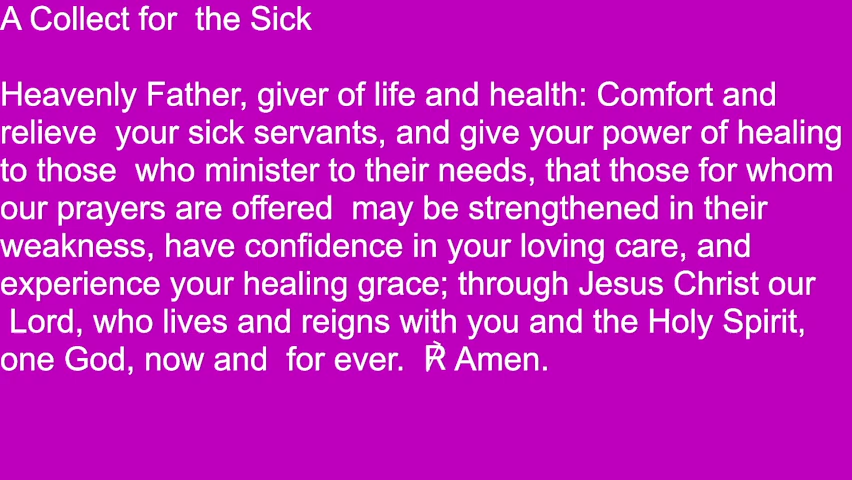 A Collect for  the Sick
Heavenly Father, giver of life and health: Comfort and
relieve  your sick servants, and give your power of healing
to those  who minister to their needs, that those for whom
our prayers are offered  may be strengthened in their
weakness, have confidence in your loving care, and
experience your healing grace; through Jesus Christ our
Lord, who lives and reigns with you and the Holy Spirit,
one God, now and  for ever.  ℟ Amen.